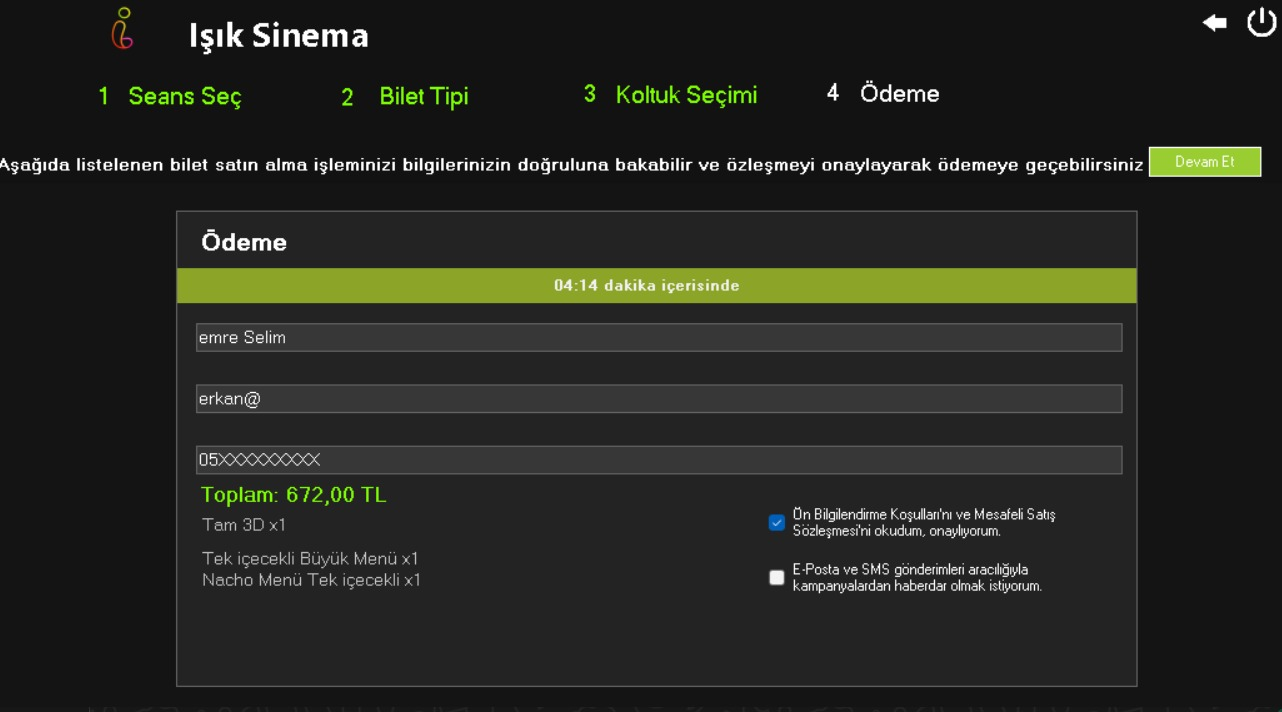 Işık Sinema
1 Seans Seç 2 Bilet Tipi 3 Koltuk Seçimi 4 Ödeme
Aşağıda listelenen bilet satın alma işleminizi bilgilerinizin doğruluna bakabilir ve özleşmeyi onaylayarak ödemeye geçebilirsiniz
Devam Et
Ödeme
04:14 dakika içerisinde
emre Selim
erkan@
05XXXXXXXXX
Toplam: 672,00 TL
Tam 3D x1
Tek içecekli Büyük Menü x1
Nacho Menü Tek içecekli x1
Ön Bilgilendirme Koşulları'nı ve Mesafeli Satış
Sözleşmesi'ni okudum, onaylıyorum.
E-Posta ve SMS gönderimleri aracılığıyla
kampanyalardan haberdar olmak istiyorum.